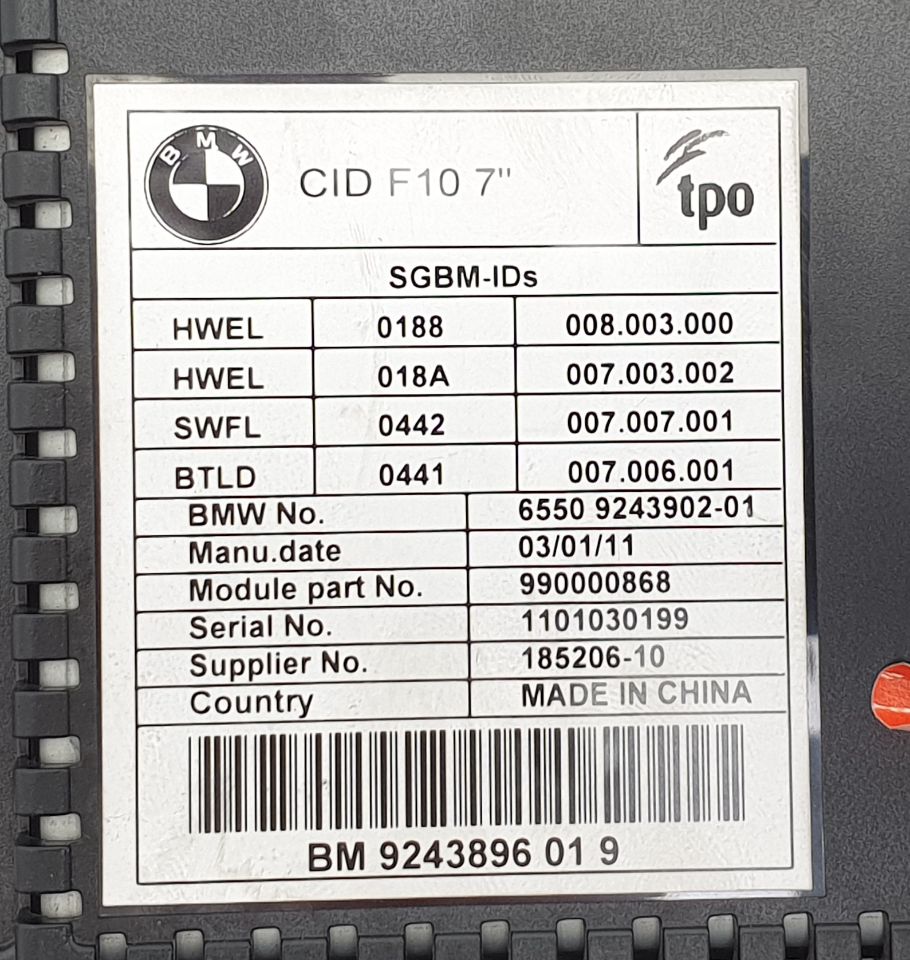 BMW
CID F10 7"
tpo
SGBM-IDs
HWEL 0188 008.003.000
HWEL 018A 007.003.002
SWFL 0442 007.007.001
BTLD 0441 007.006.001
BMW No. 6550 9243902-01
Manu.date 03/01/11
Module part No. 990000868
Serial No. 1101030199
Supplier No. 185206-10
Country MADE IN CHINA
BM 9243896 01 9